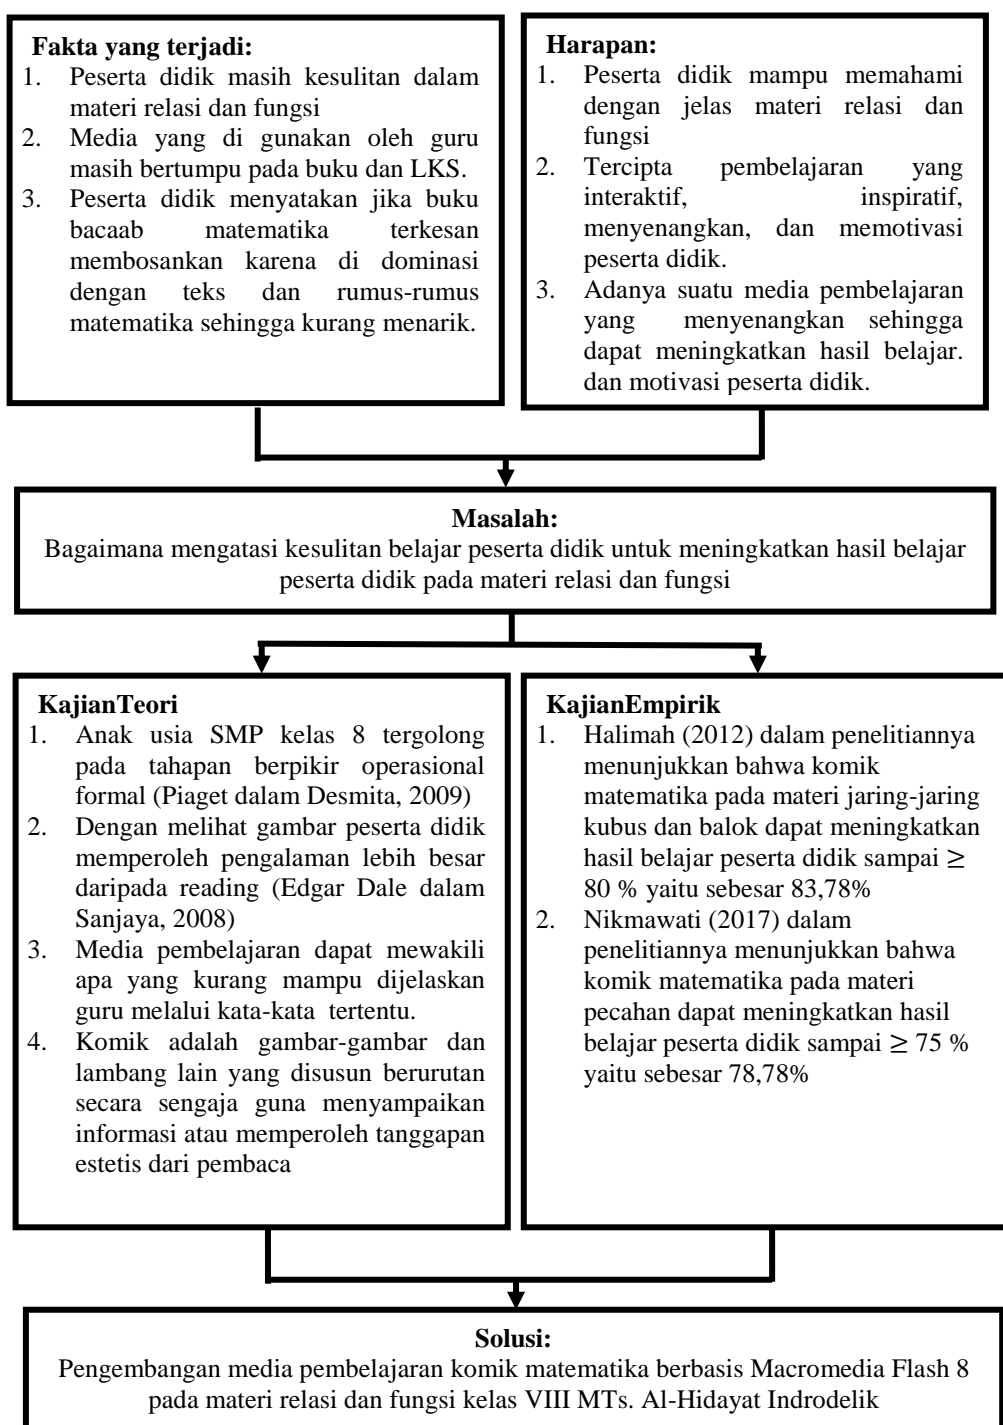 Fakta yang terjadi:
1. Peserta didik masih kesulitan dalam
materi relasi dan fungsi
2. Media yang di gunakan oleh guru
masih bertumpu pada buku dan LKS.
3. Peserta didik menyatakan jika buku
bacaab matematika terkesan
membosankan karena di dominasi
dengan teks dan rumus-rumus
matematika sehingga kurang menarik.
Harapan:
1. Peserta didik mampu memahami
dengan jelas materi relasi dan
fungsi
2. Tercipta pembelajaran yang
interaktif, inspiratif,
menyenangkan, dan memotivasi
peserta didik.
3. Adanya suatu media pembelajaran
yang menyenangkan sehingga
dapat meningkatkan hasil belajar.
dan motivasi peserta didik.
Masalah:
Bagaimana mengatasi kesulitan belajar peserta didik untuk meningkatkan hasil belajar
peserta didik pada materi relasi dan fungsi
KajianTeori
1. Anak usia SMP kelas 8 tergolong
pada tahapan berpikir operasional
formal (Piaget dalam Desmita, 2009)
2. Dengan melihat gambar peserta didik
memperoleh pengalaman lebih besar
daripada reading (Edgar Dale dalam
Sanjaya, 2008)
3. Media pembelajaran dapat mewakili
apa yang kurang mampu dijelaskan
guru melalui kata-kata tertentu.
4. Komik adalah gambar-gambar dan
lambang lain yang disusun berurutan
secara sengaja guna menyampaikan
informasi atau memperoleh tanggapan
estetis dari pembaca
KajianEmpirik
1. Halimah (2012) dalam penelitiannya
menunjukkan bahwa komik
matematika pada materi jaring-jaring
kubus dan balok dapat meningkatkan
hasil belajar peserta didik sampai ≥
80 % yaitu sebesar 83,78%
2. Nikmawati (2017) dalam
penelitiannya menunjukkan bahwa
komik matematika pada materi
pecahan dapat meningkatkan hasil
belajar peserta didik sampai ≥ 75 %
yaitu sebesar 78,78%
Solusi:
Pengembangan media pembelajaran komik matematika berbasis Macromedia Flash 8
pada materi relasi dan fungsi kelas VIII MTs. Al-Hidayat Indrodelik